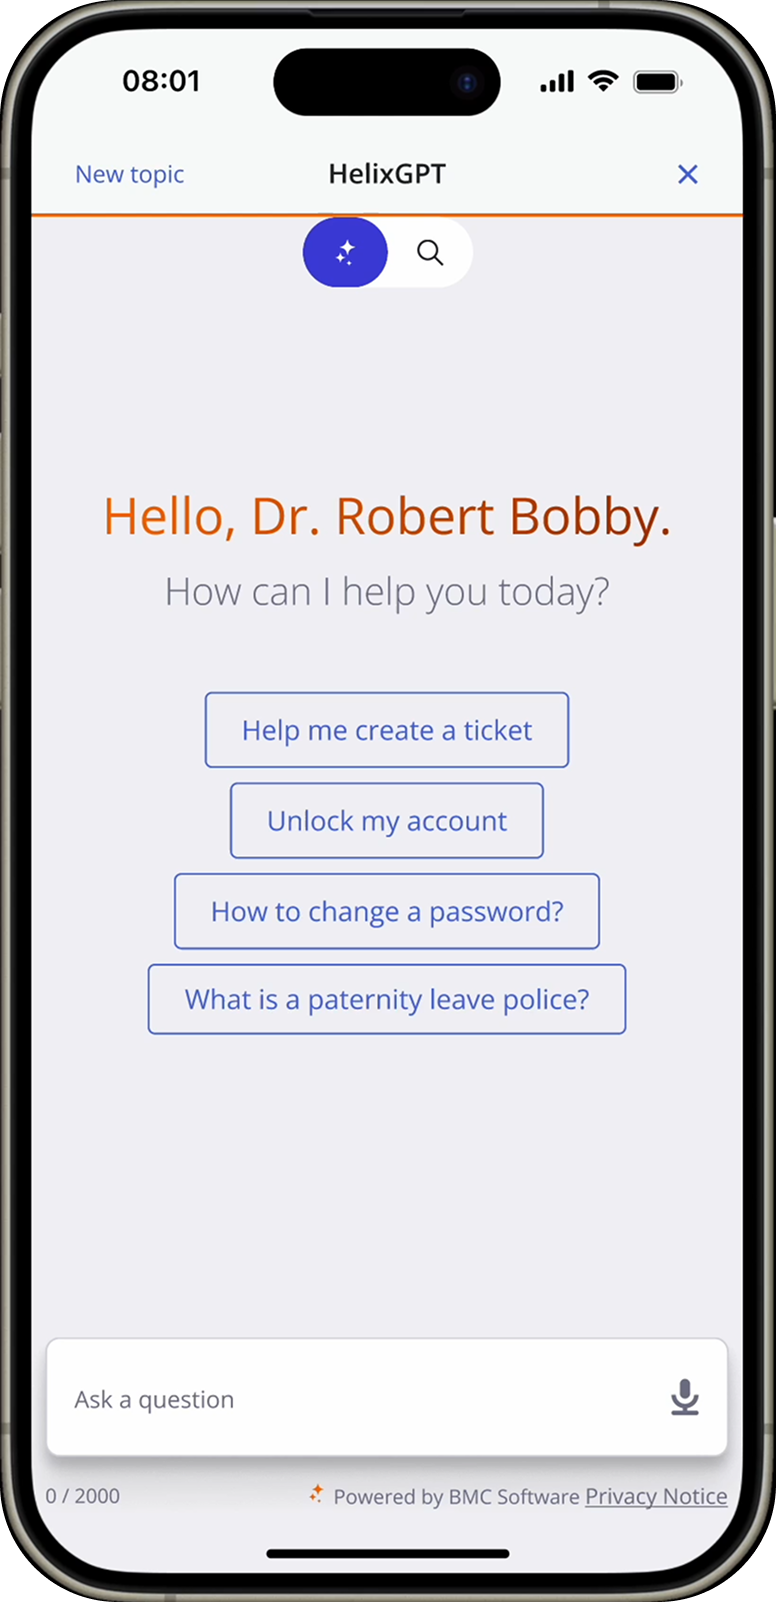 08:01
New topic HelixGPT
Hello, Dr. Robert Bobby.
How can I help you today?
Help me create a ticket
Unlock my account
How to change a password?
What is a paternity leave police?
Ask a question
0 / 2000 Powered by BMC Software Privacy Notice